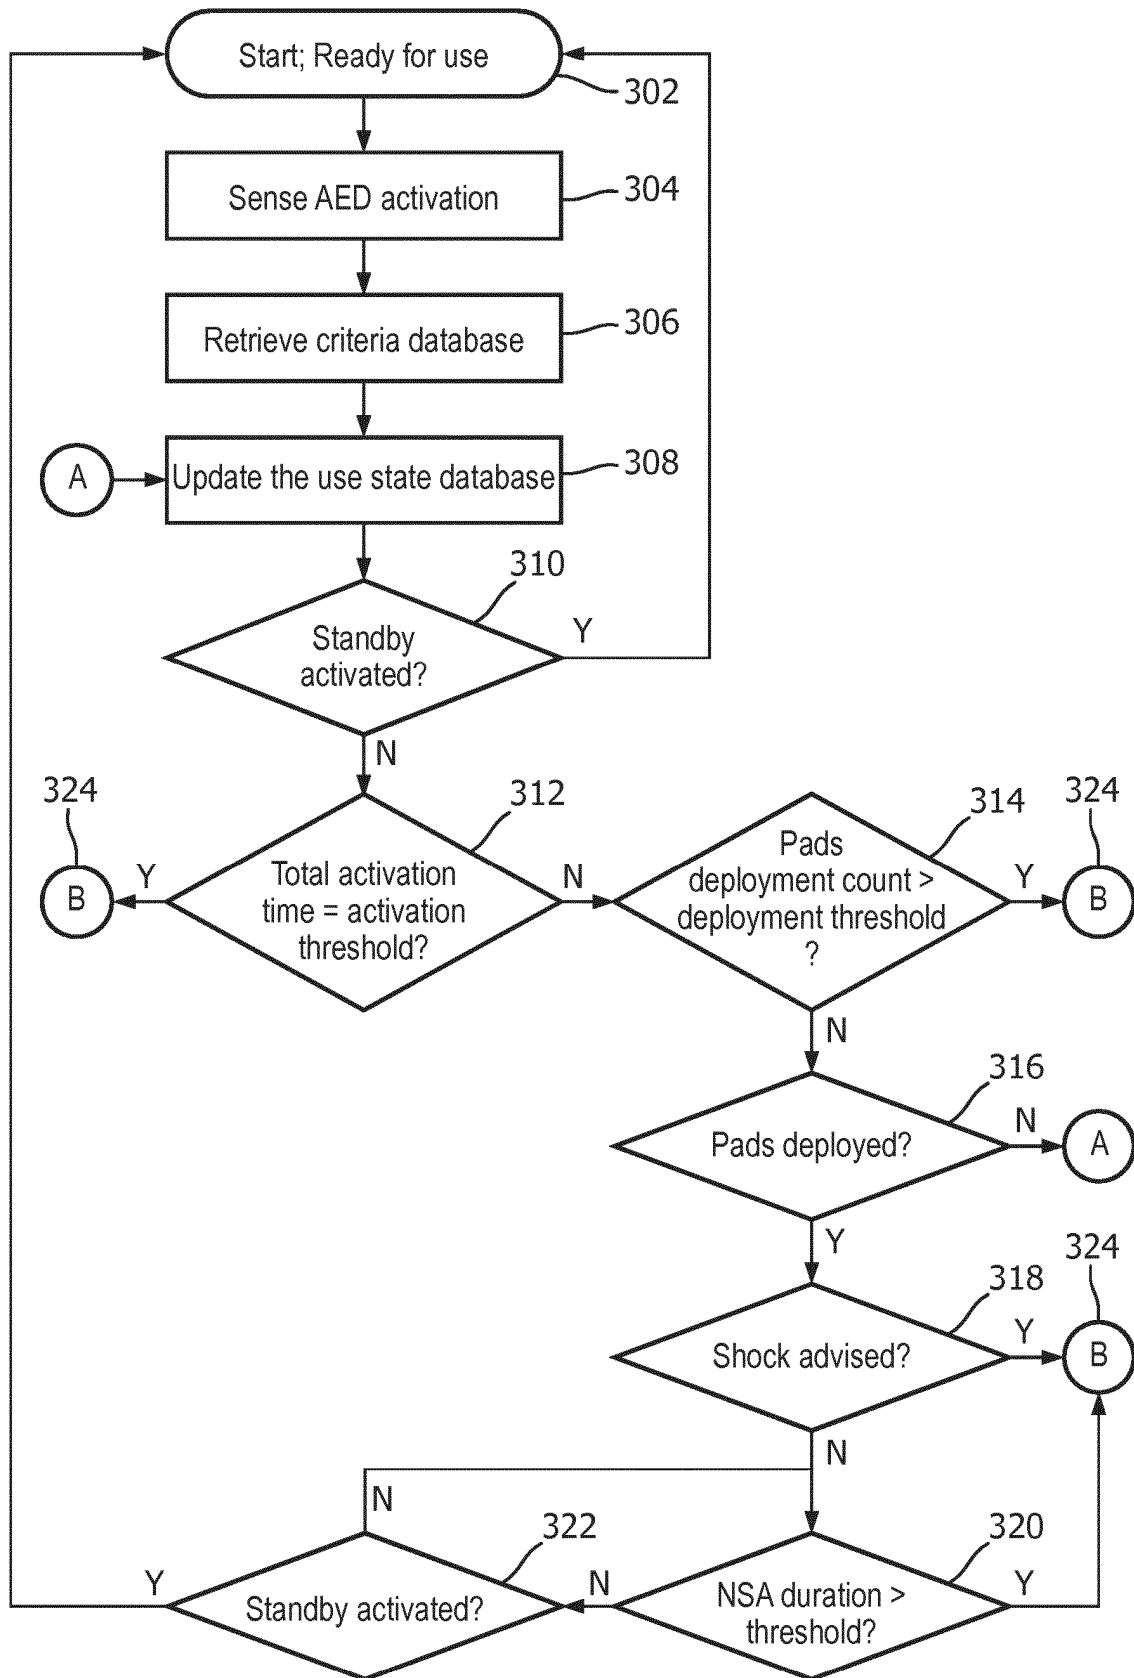 Start; Ready for use
302
Sense AED activation
304
Retrieve criteria database
306
A
Update the use state database
308
310
Standby
activated?
Y
N
324
B
Y
312
Total activation
time = activation
threshold?
N
314
Pads
deployment count >
deployment threshold
?
Y
324
B
N
316
Pads deployed?
N
A
Y
318
Shock advised?
Y
324
B
N
N
322
Standby activated?
Y
N
320
NSA duration >
threshold?
Y